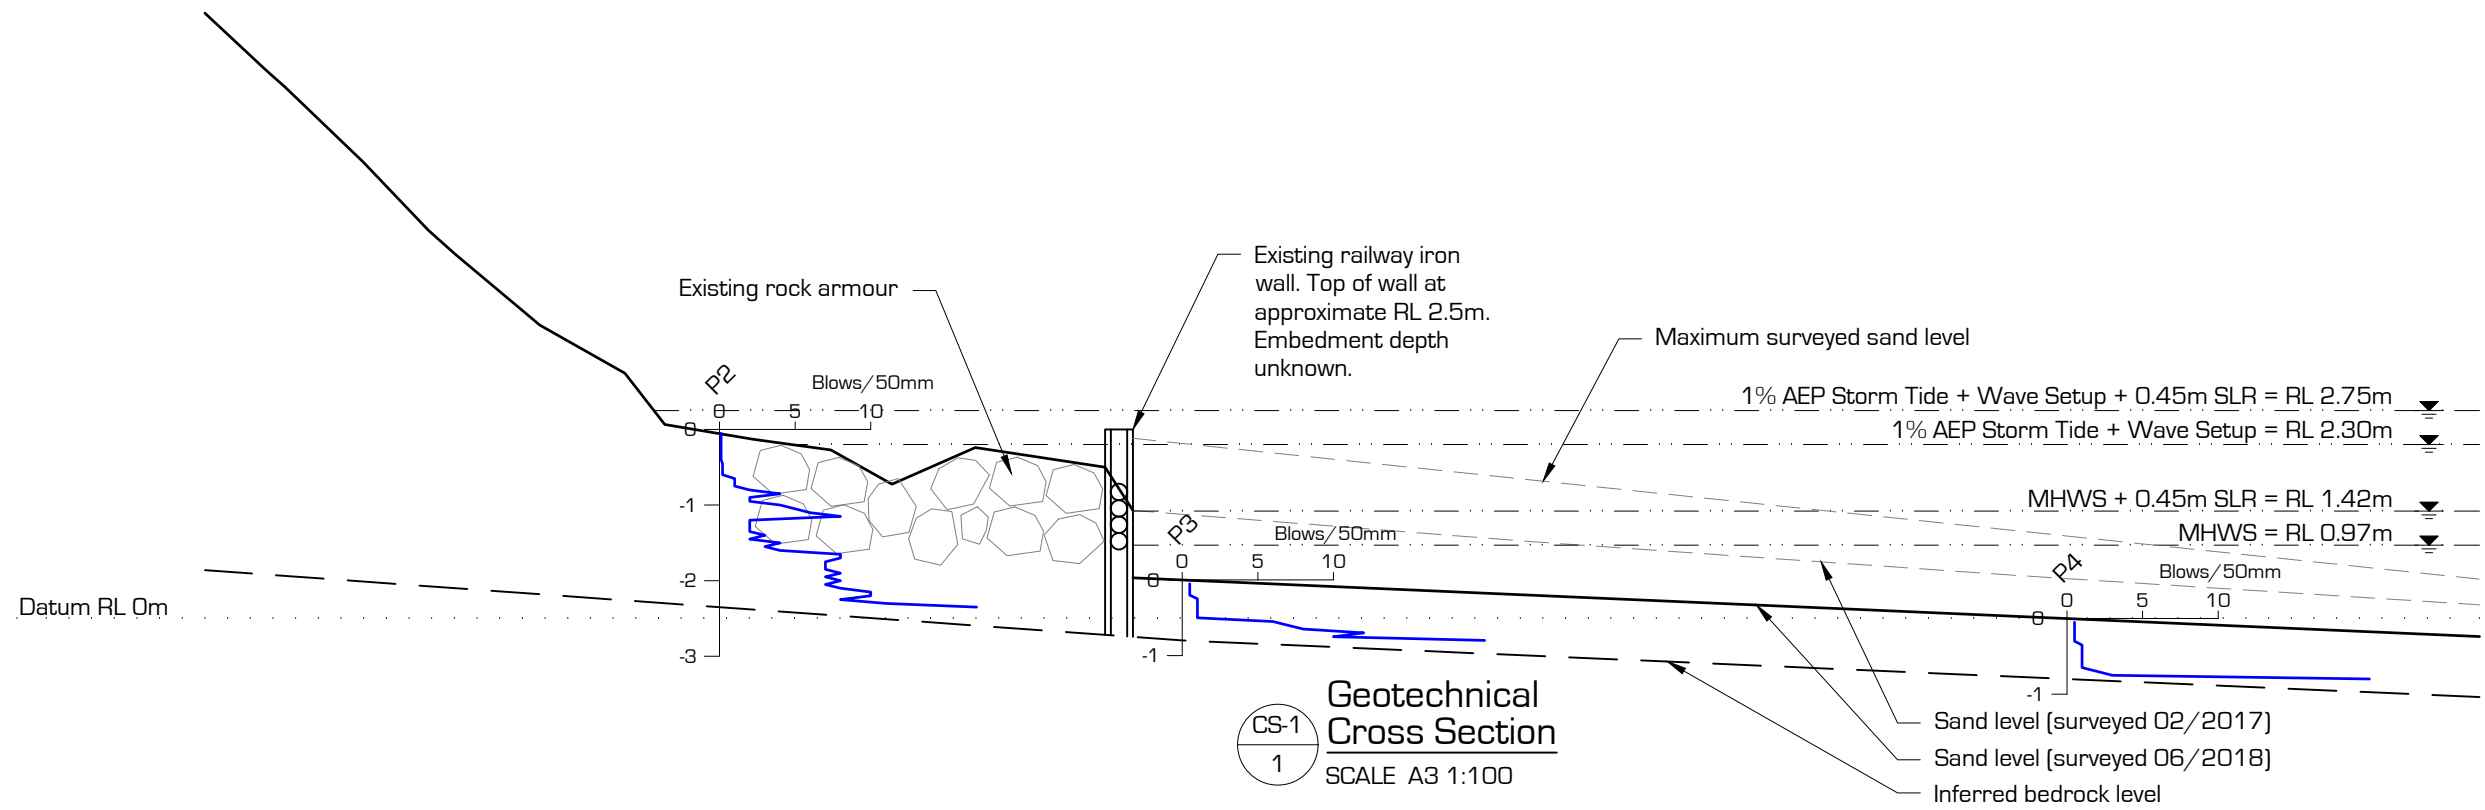 Existing railway iron
wall. Top of wall at
approximate RL 2.5m.
Embedment depth
unknown.
Existing rock armour
Maximum surveyed sand level
P2
Blows/50mm
0 5 10
0
-1
-2
-3
1% AEP Storm Tide + Wave Setup + 0.45m SLR = RL 2.75m
1% AEP Storm Tide + Wave Setup = RL 2.30m
MHWS + 0.45m SLR = RL 1.42m
MHWS = RL 0.97m
P3
Blows/50mm
0 5 10
0
-1
P4
Blows/50mm
0 5 10
0
-1
Datum RL 0m
CS-1
1
Geotechnical
Cross Section
SCALE A3 1:100
Sand level (surveyed 02/2017)
Sand level (surveyed 06/2018)
Inferred bedrock level